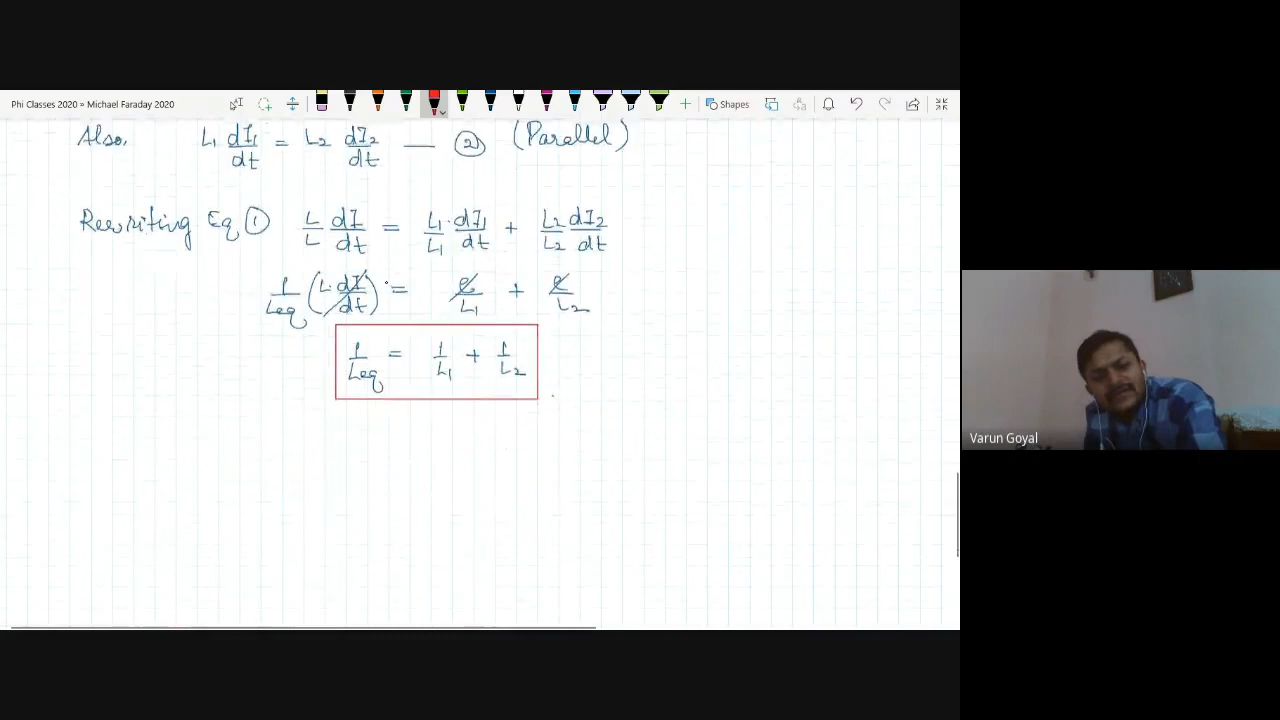 Phi Classes 2020 » Michael Faraday 2020
Shapes
Also. L₁ dI₁/dt = L₂ dI₂/dt — ② (Parallel)
Rewriting Eq ① L/L dI/dt = L₁/L₁ · dI₁/dt + L₂/L₂ dI₂/dt
1/Leq (L · dI/dt) = e/L₁ + e/L₂
1/Leq = 1/L₁ + 1/L₂
Varun Goyal